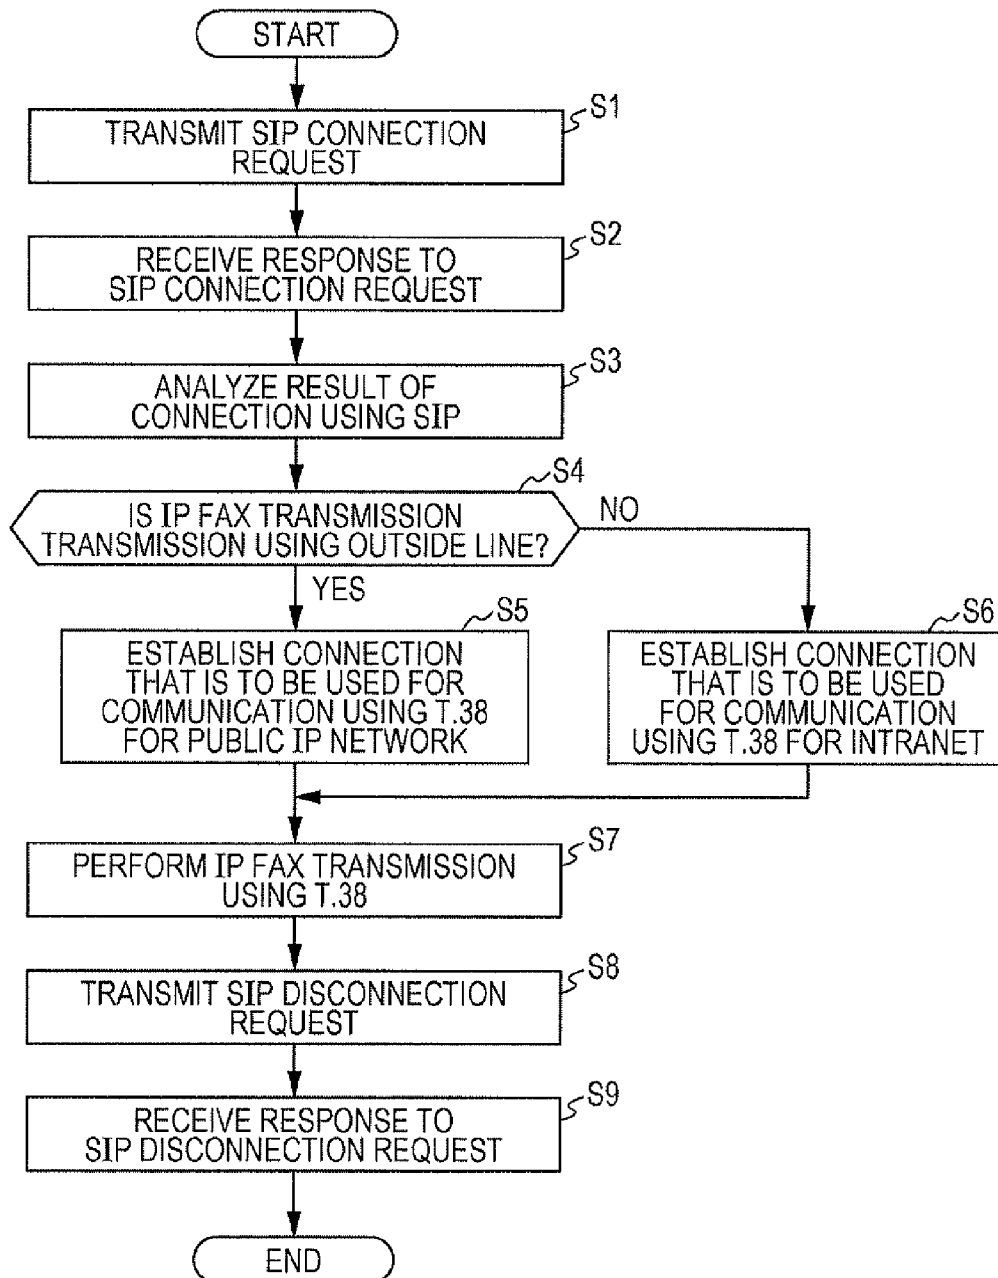 START
S1
TRANSMIT SIP CONNECTION
REQUEST
S2
RECEIVE RESPONSE TO
SIP CONNECTION REQUEST
S3
ANALYZE RESULT OF
CONNECTION USING SIP
S4
IS IP FAX TRANSMISSION
TRANSMISSION USING OUTSIDE LINE?
NO
YES
S5
ESTABLISH CONNECTION
THAT IS TO BE USED FOR
COMMUNICATION USING T.38
FOR PUBLIC IP NETWORK
S6
ESTABLISH CONNECTION
THAT IS TO BE USED
FOR COMMUNICATION
USING T.38 FOR INTRANET
S7
PERFORM IP FAX TRANSMISSION
USING T.38
S8
TRANSMIT SIP DISCONNECTION
REQUEST
S9
RECEIVE RESPONSE TO
SIP DISCONNECTION REQUEST
END